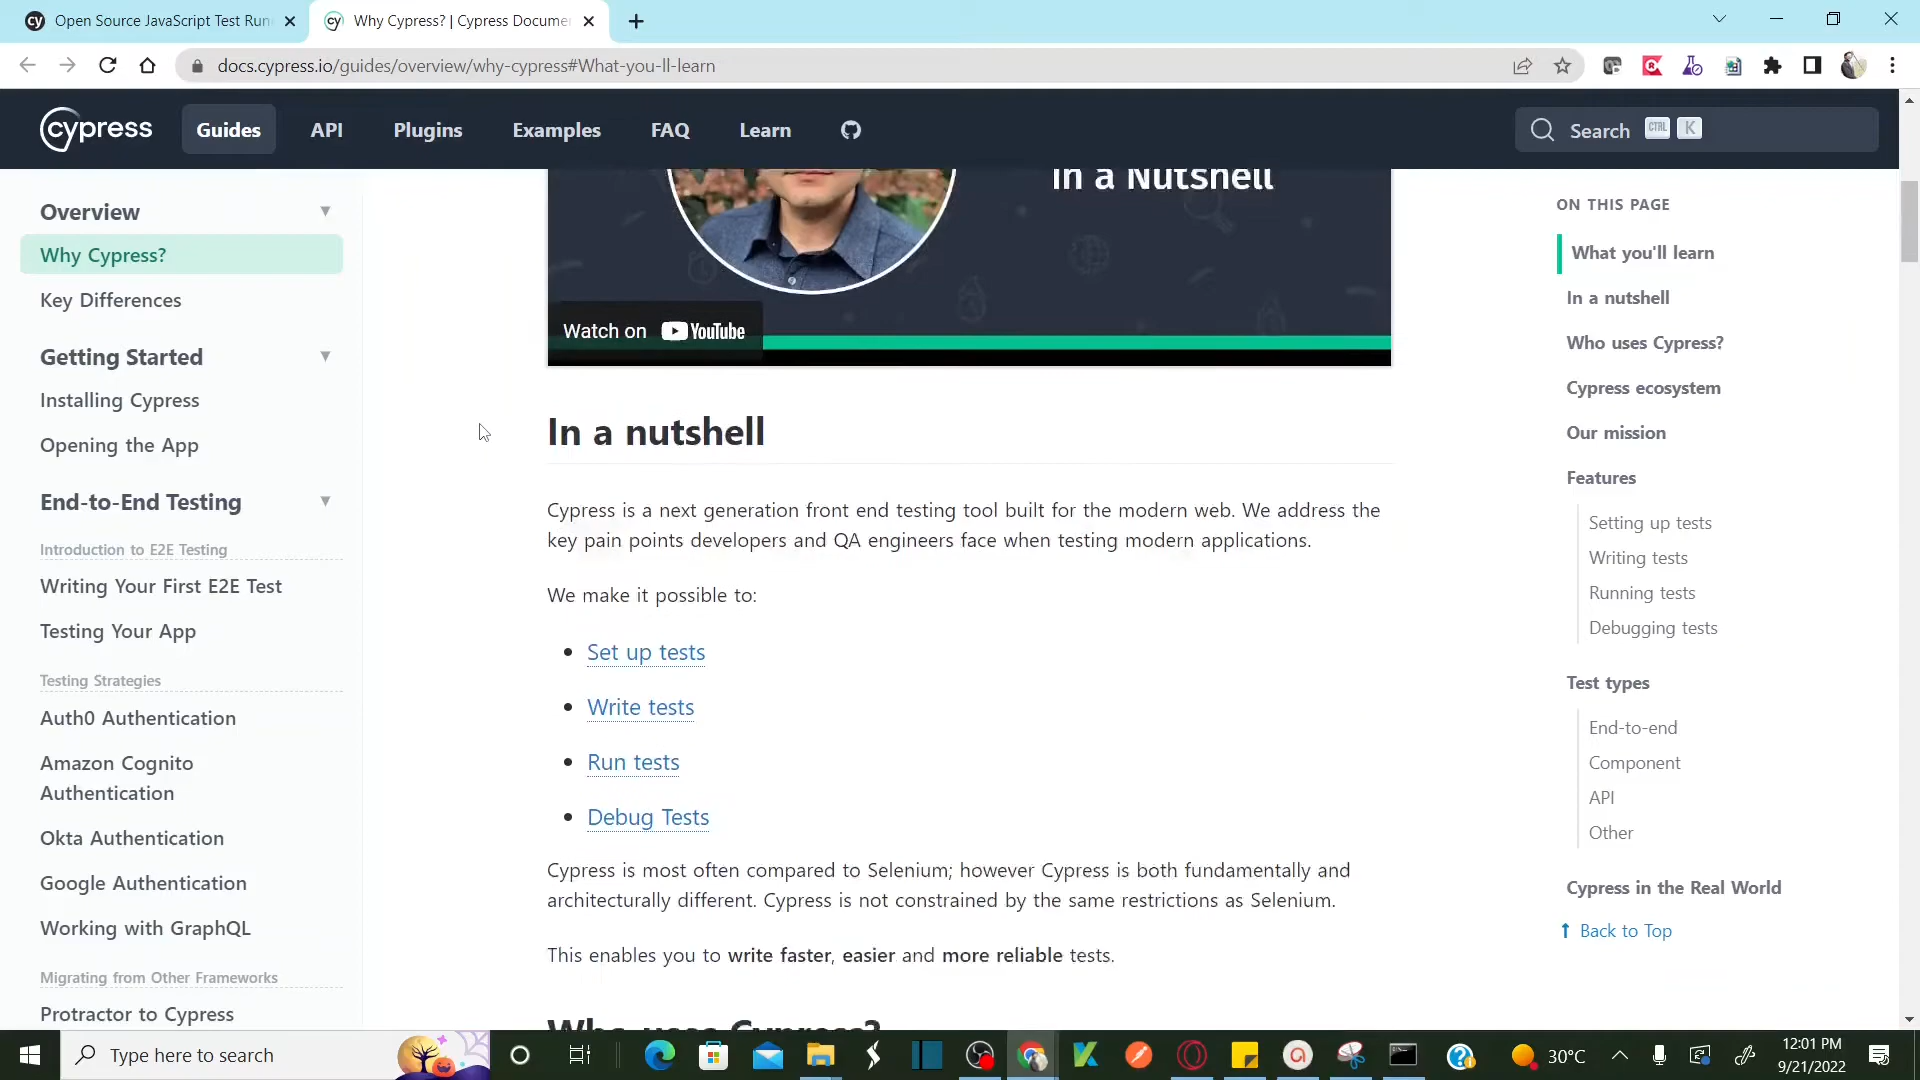 Open Source JavaScript Test Run
Why Cypress? | Cypress Docume
docs.cypress.io/guides/overview/why-cypress#What-you-ll-learn
cypress
Guides
API
Plugins
Examples
FAQ
Learn
Search CTRL K
Overview
Why Cypress?
Key Differences
Getting Started
Installing Cypress
Opening the App
End-to-End Testing
Introduction to E2E Testing
Writing Your First E2E Test
Testing Your App
Testing Strategies
Auth0 Authentication
Amazon Cognito
Authentication
Okta Authentication
Google Authentication
Working with GraphQL
Migrating from Other Frameworks
Protractor to Cypress
In a Nutshell
Watch on YouTube
In a nutshell
Cypress is a next generation front end testing tool built for the modern web. We address the
key pain points developers and QA engineers face when testing modern applications.
We make it possible to:
Set up tests
Write tests
Run tests
Debug Tests
Cypress is most often compared to Selenium; however Cypress is both fundamentally and
architecturally different. Cypress is not constrained by the same restrictions as Selenium.
This enables you to write faster, easier and more reliable tests.
Who uses Cypress?
ON THIS PAGE
What you'll learn
In a nutshell
Who uses Cypress?
Cypress ecosystem
Our mission
Features
Setting up tests
Writing tests
Running tests
Debugging tests
Test types
End-to-end
Component
API
Other
Cypress in the Real World
Back to Top
Type here to search
30°C
12:01 PM
9/21/2022